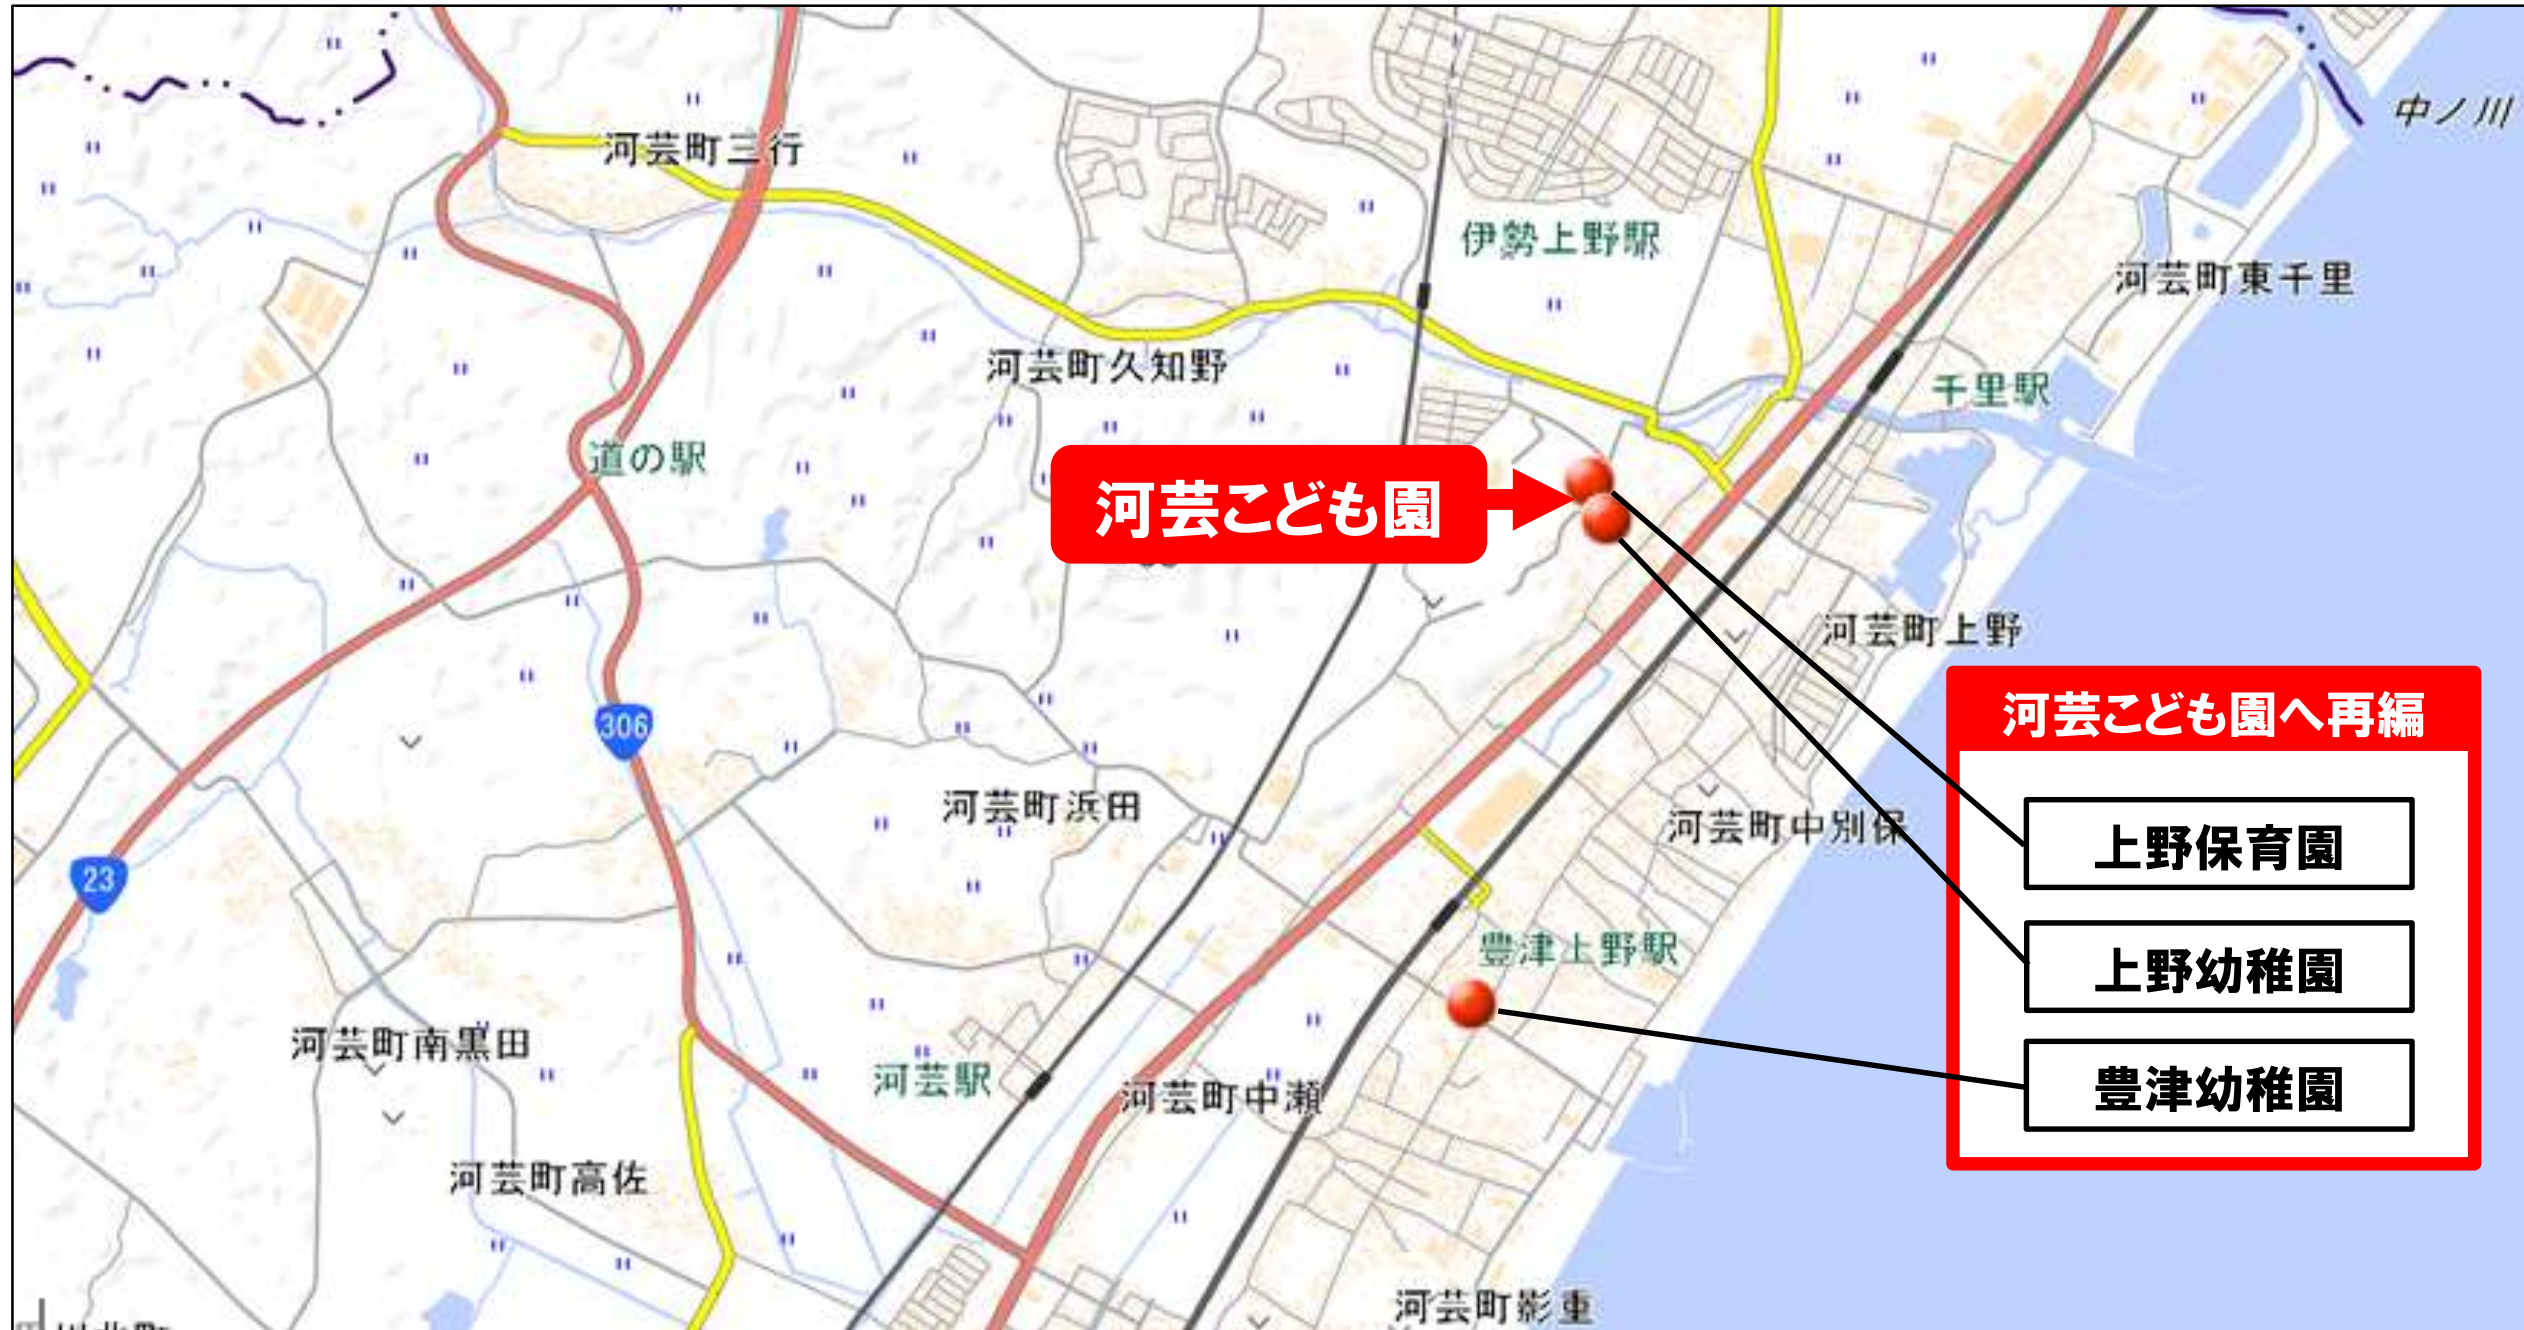 中ノ川
河芸町三行
伊勢上野駅
河芸町東千里
河芸町久知野
千里駅
道の駅
河芸こども園
河芸町上野
306
河芸こども園へ再編
河芸町浜田
河芸町中別保
上野保育園
23
豊津上野駅
上野幼稚園
河芸町南黒田
河芸駅
河芸町中瀬
豊津幼稚園
河芸町高佐
河芸町影重